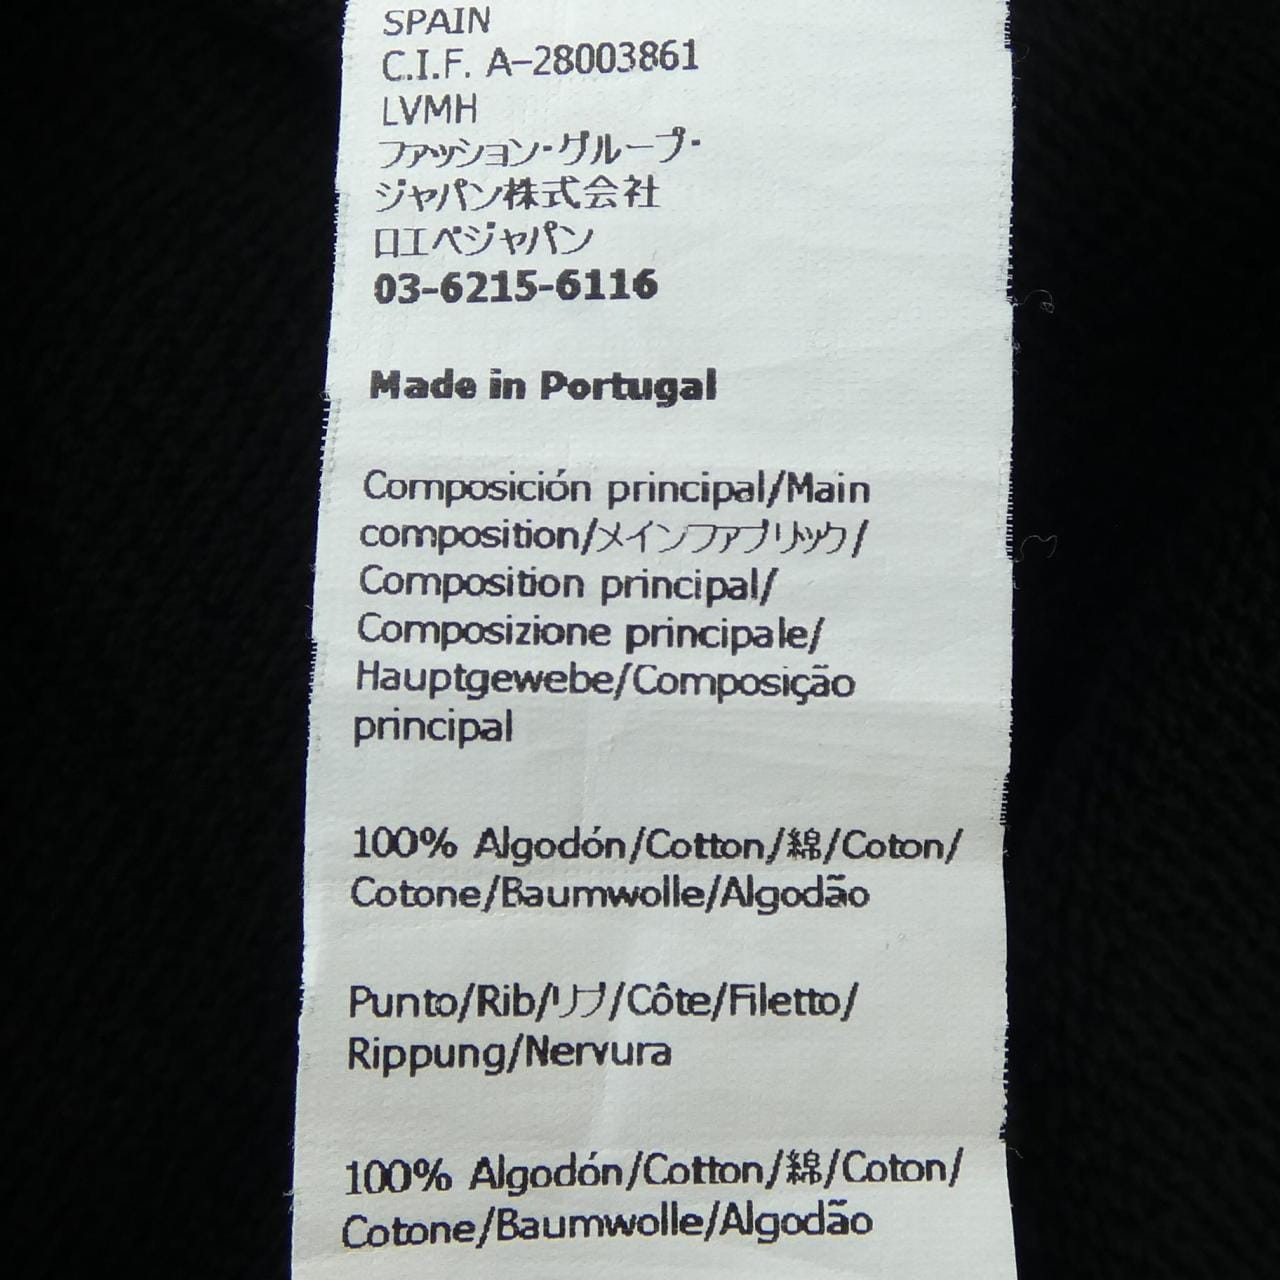 SPAIN
C.I.F. A-28003861
LVMH
ファッション・グループ・
ジャパン株式会社
ロエベジャパン
03-6215-6116
Made in Portugal
Composición principal/Main
composition/メインファブリック/
Composition principal/
Composizione principale/
Hauptgewebe/Composição
principal
100% Algodón/Cotton/綿/Coton/
Cotone/Baumwolle/Algodão
Punto/Rib/リブ/Côte/Filetto/
Rippung/Nervura
100% Algodón/Cotton/綿/Coton/
Cotone/Baumwolle/Algodão